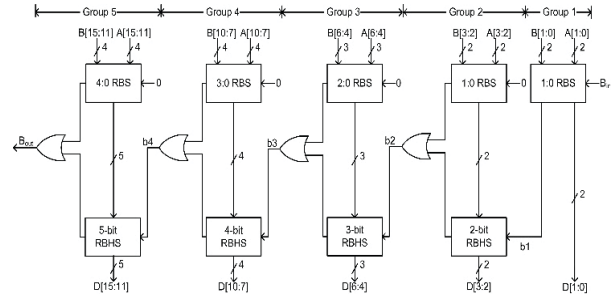 Group 5 Group 4 Group 3 Group 2 Group 1
B[15:11] A[15:11] B[10:7] A[10:7] B[6:4] A[6:4] B[3:2] A[3:2] B[1:0] A[1:0]
4 4 4 4 3 3 2 2 2 2
4:0 RBS 0 3:0 RBS 0 2:0 RBS 0 1:0 RBS 0 1:0 RBS
Bout b4 b3 b2
5 4 3 2 2
5-bit RBHS 4-bit RBHS 3-bit RBHS 2-bit RBHS b1
5 4 3 2
D[15:11] D[10:7] D[6:4] D[3:2] D[1:0]